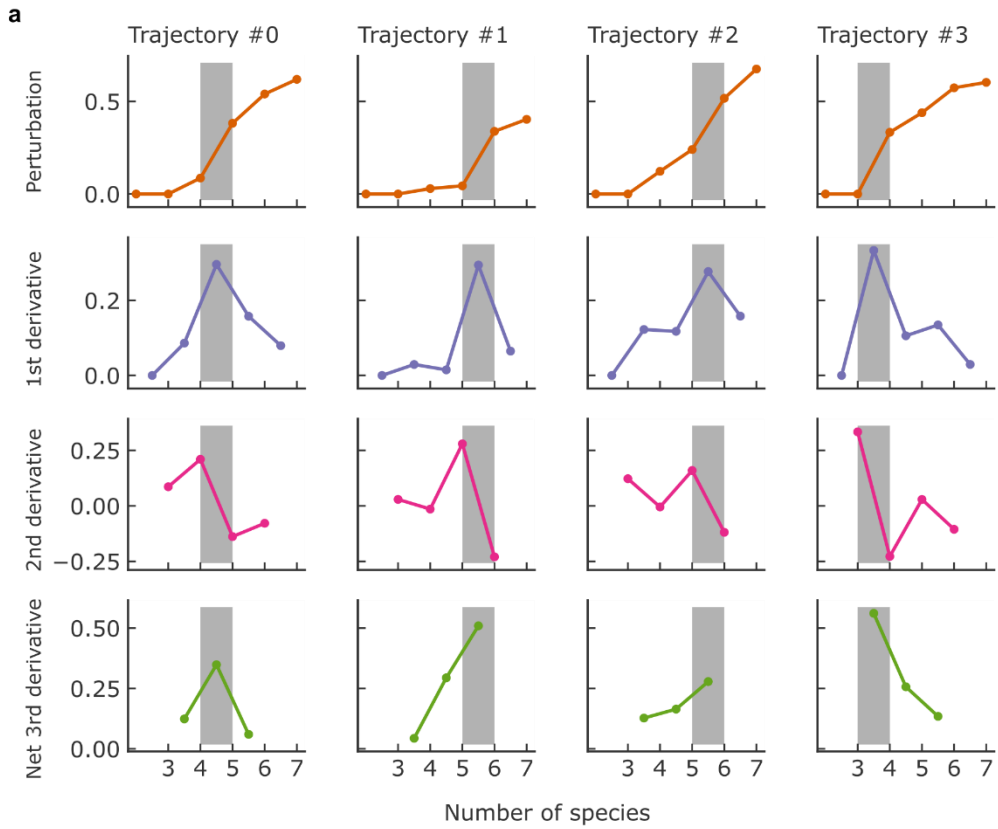 a
Trajectory #0 Trajectory #1 Trajectory #2 Trajectory #3
Perturbation
0.5
0.0
1st derivative
0.2
0.0
2nd derivative
0.25
0.00
−0.25
Net 3rd derivative
0.50
0.25
0.00
3 4 5 6 7 3 4 5 6 7 3 4 5 6 7 3 4 5 6 7
Number of species